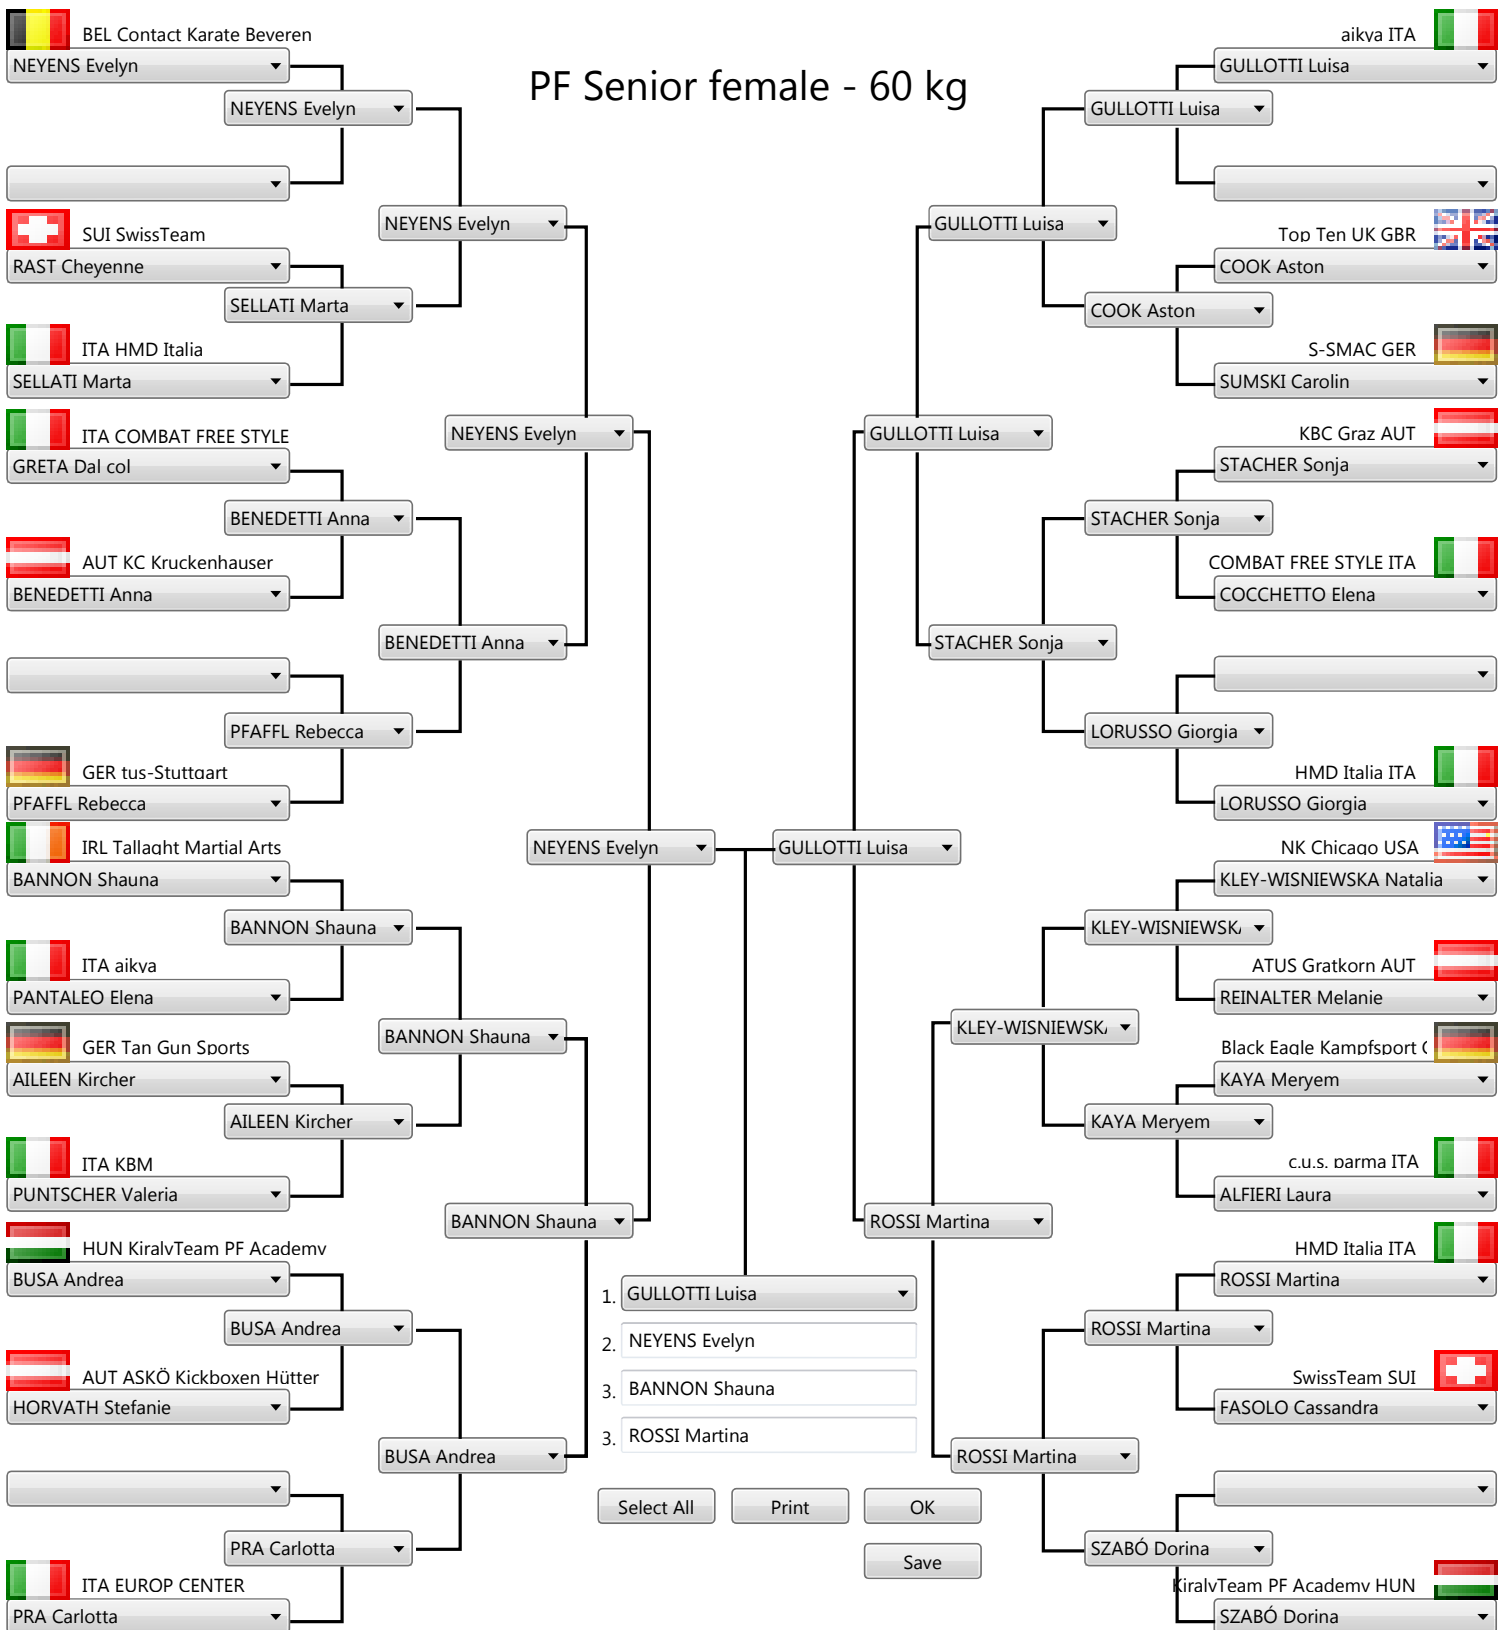 PF Senior female - 60 kg
BEL Contact Karate Beveren
NEYENS Evelyn
NEYENS Evelyn
SUI SwissTeam
RAST Cheyenne
NEYENS Evelyn
SELLATI Marta
ITA HMD Italia
SELLATI Marta
ITA COMBAT FREE STYLE
GRETA Dal col
NEYENS Evelyn
BENEDETTI Anna
AUT KC Kruckenhauser
BENEDETTI Anna
BENEDETTI Anna
PFAFFL Rebecca
GER tus-Stuttgart
PFAFFL Rebecca
IRL Tallaght Martial Arts
BANNON Shauna
NEYENS Evelyn
BANNON Shauna
ITA aikya
PANTALEO Elena
BANNON Shauna
GER Tan Gun Sports
AILEEN Kircher
AILEEN Kircher
ITA KBM
PUNTSCHER Valeria
BANNON Shauna
HUN KiralyTeam PF Academy
BUSA Andrea
BUSA Andrea
AUT ASKÖ Kickboxen Hütter
HORVATH Stefanie
BUSA Andrea
PRA Carlotta
ITA EUROP CENTER
PRA Carlotta
aikya ITA
GULLOTTI Luisa
GULLOTTI Luisa
GULLOTTI Luisa
Top Ten UK GBR
COOK Aston
COOK Aston
S-SMAC GER
SUMSKI Carolin
GULLOTTI Luisa
KBC Graz AUT
STACHER Sonja
STACHER Sonja
COMBAT FREE STYLE ITA
COCCHETTO Elena
STACHER Sonja
LORUSSO Giorgia
HMD Italia ITA
LORUSSO Giorgia
GULLOTTI Luisa
NK Chicago USA
KLEY-WISNIEWSKA Natalia
KLEY-WISNIEWSKA
ATUS Gratkorn AUT
REINALTER Melanie
KLEY-WISNIEWSK
Black Eagle Kampfsport
KAYA Meryem
KAYA Meryem
c.u.s. parma ITA
ALFIERI Laura
ROSSI Martina
HMD Italia ITA
ROSSI Martina
ROSSI Martina
SwissTeam SUI
FASOLO Cassandra
ROSSI Martina
SZABÓ Dorina
KiralyTeam PF Academy HUN
SZABÓ Dorina
1. GULLOTTI Luisa
2. NEYENS Evelyn
3. BANNON Shauna
3. ROSSI Martina
Select All Print OK
Save